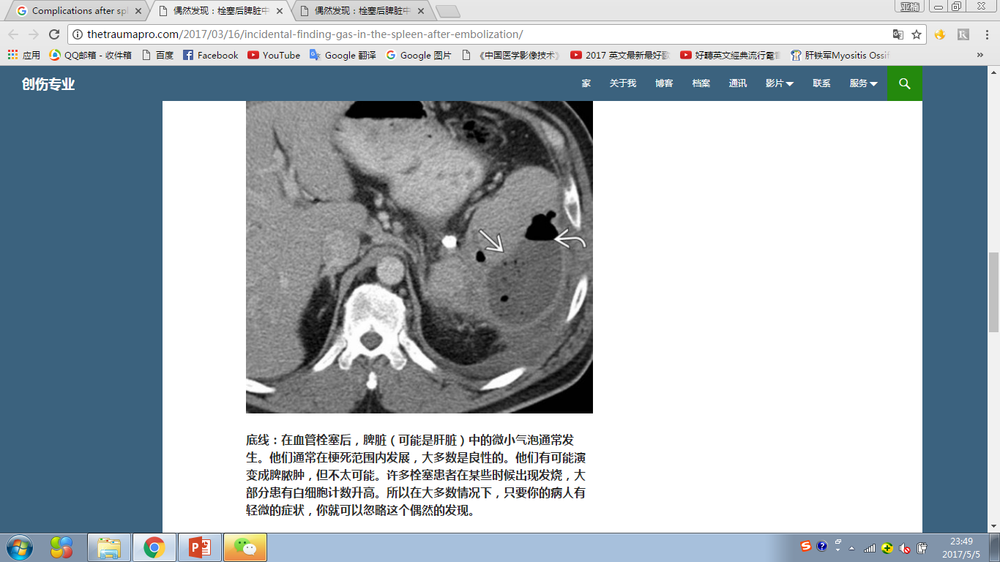 Complications after spl
偶然发现：栓塞后脾脏中
偶然发现：栓塞后脾脏中
亚楠
thetraumapro.com/2017/03/16/incidental-finding-gas-in-the-spleen-after-embolization/
应用 QQ邮箱 - 收件箱 百度 Facebook YouTube Google 翻译 Google 图片 《中国医学影像技术》 2017 英文最新最好歌 好聽英文經典流行電音 肝铁军Myositis Ossif »
创伤专业 家 关于我 博客 档案 通讯 影片 联系 服务
底线：在血管栓塞后，脾脏（可能是肝脏）中的微小气泡通常发
生。他们通常在梗死范围内发展，大多数是良性的。他们有可能演
变成脾脓肿，但不太可能。许多栓塞患者在某些时候出现发烧，大
部分患有白细胞计数升高。所以在大多数情况下，只要你的病人有
轻微的症状，你就可以忽略这个偶然的发现。
23:49
2017/5/5